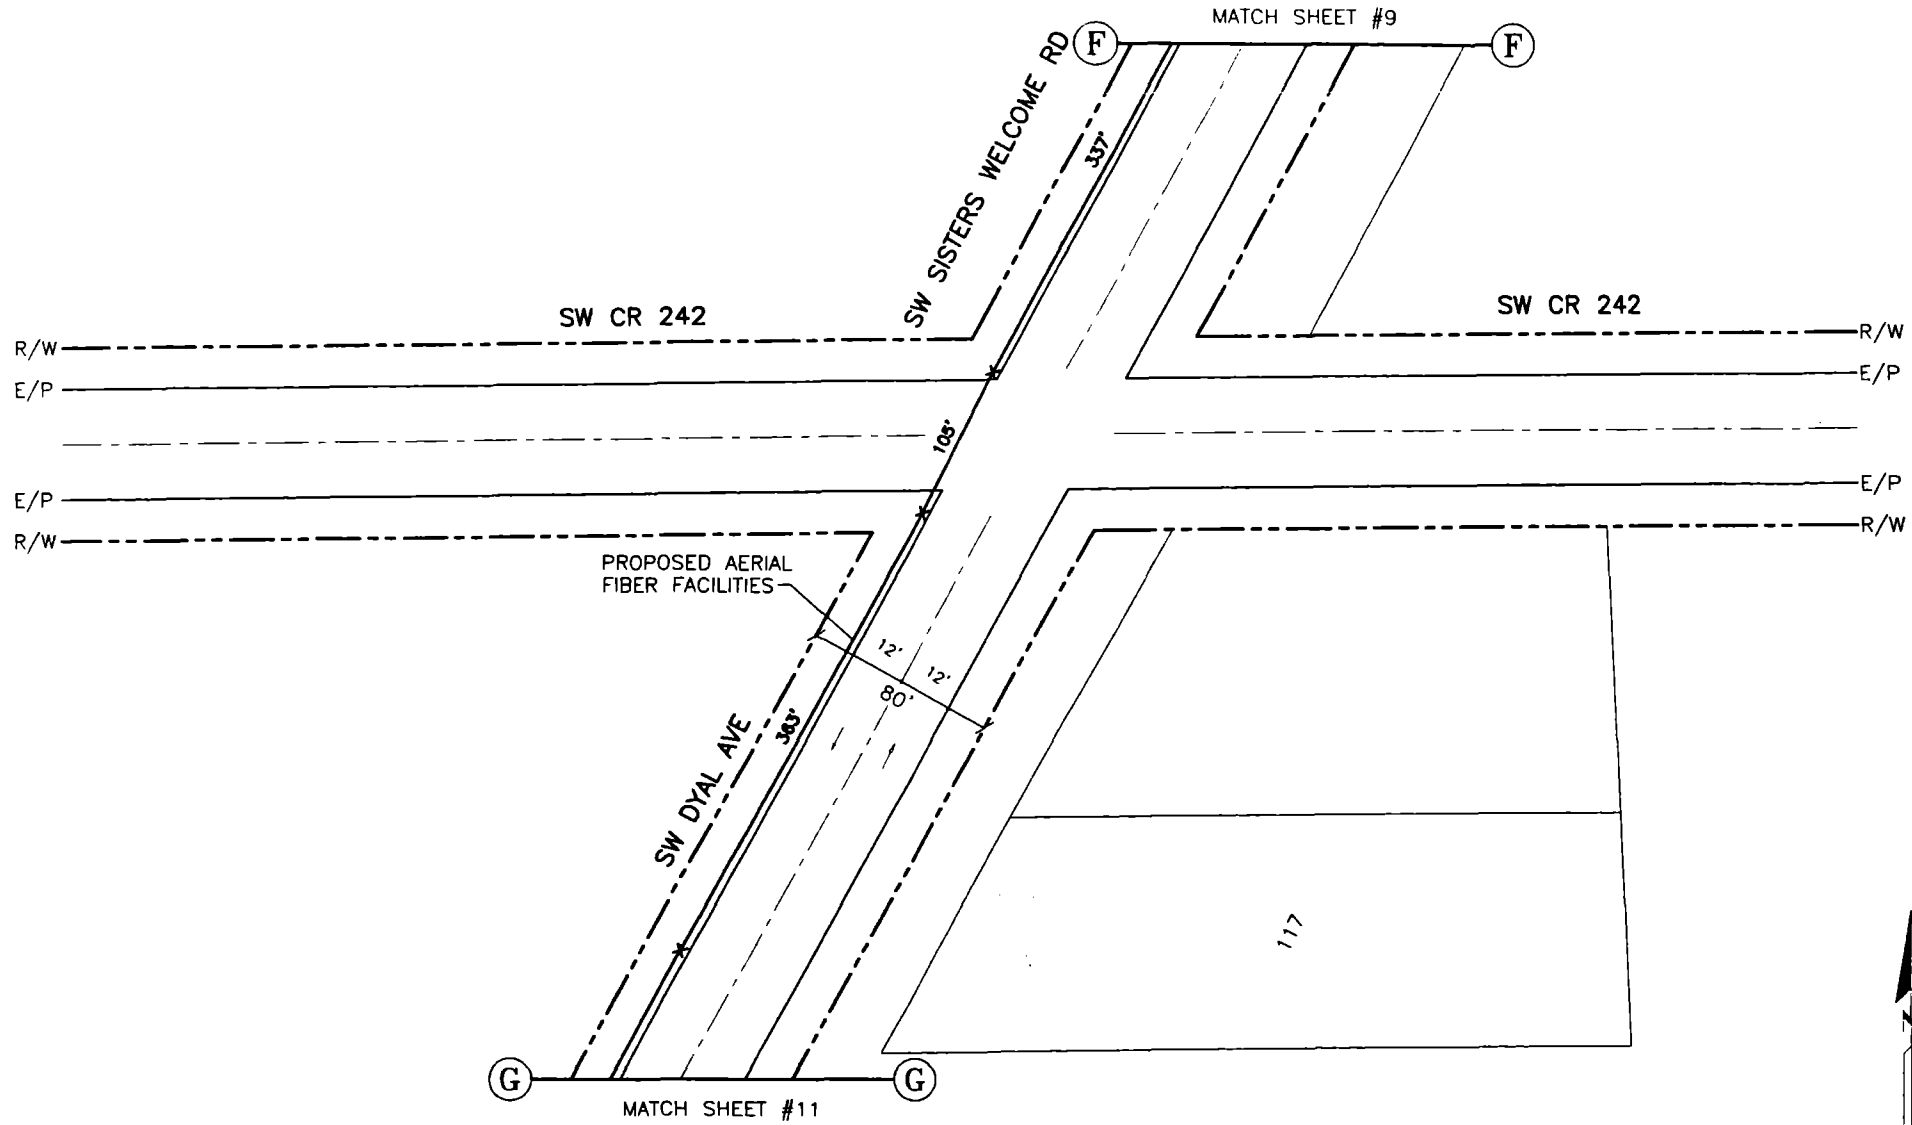 MATCH SHEET #9
F
F
SW SISTERS WELCOME RD
337'
SW CR 242
SW CR 242
R/W
R/W
E/P
E/P
105'
E/P
E/P
R/W
R/W
PROPOSED AERIAL
FIBER FACILITIES
12'
12'
80'
363'
SW DYAL AVE
117
N
G
G
MATCH SHEET #11